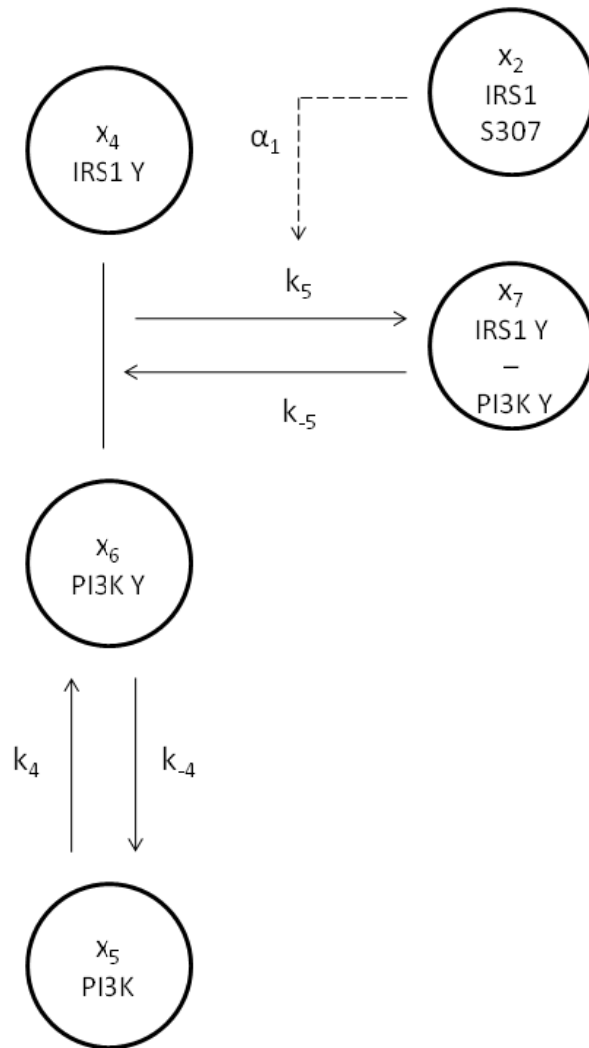 x₂
IRS1
S307
x₄
IRS1 Y
α₁
k₅
x₇
IRS1 Y
–
PI3K Y
k₋₅
x₆
PI3K Y
k₄
k₋₄
x₅
PI3K